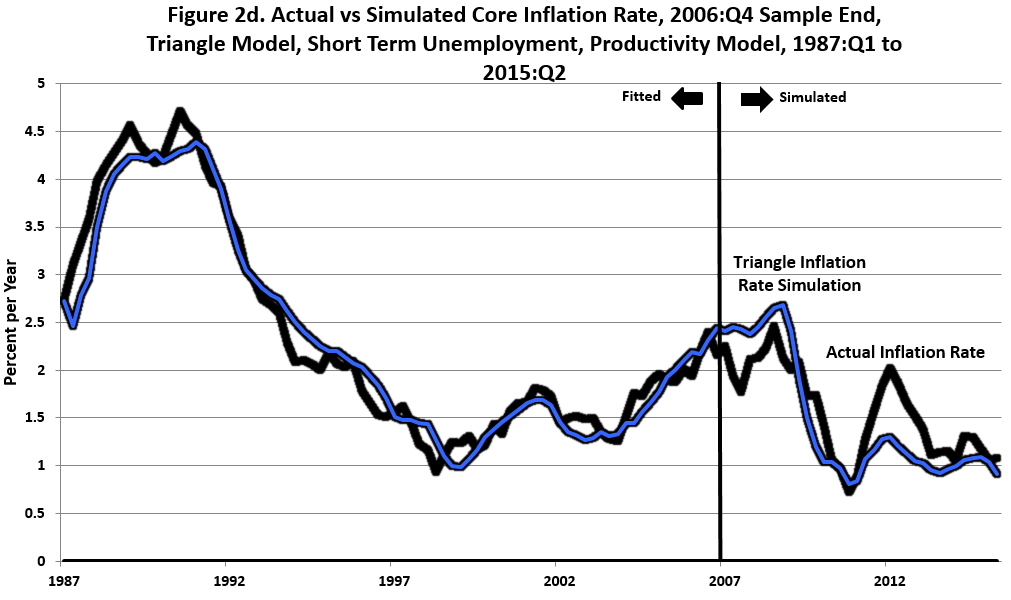 Figure 2d. Actual vs Simulated Core Inflation Rate, 2006:Q4 Sample End,
Triangle Model, Short Term Unemployment, Productivity Model, 1987:Q1 to
2015:Q2
5
Fitted
Simulated
4.5
4
3.5
3
Triangle Inflation
Rate Simulation
2.5
Actual Inflation Rate
2
1.5
1
0.5
0
Percent per Year
1987
1992
1997
2002
2007
2012